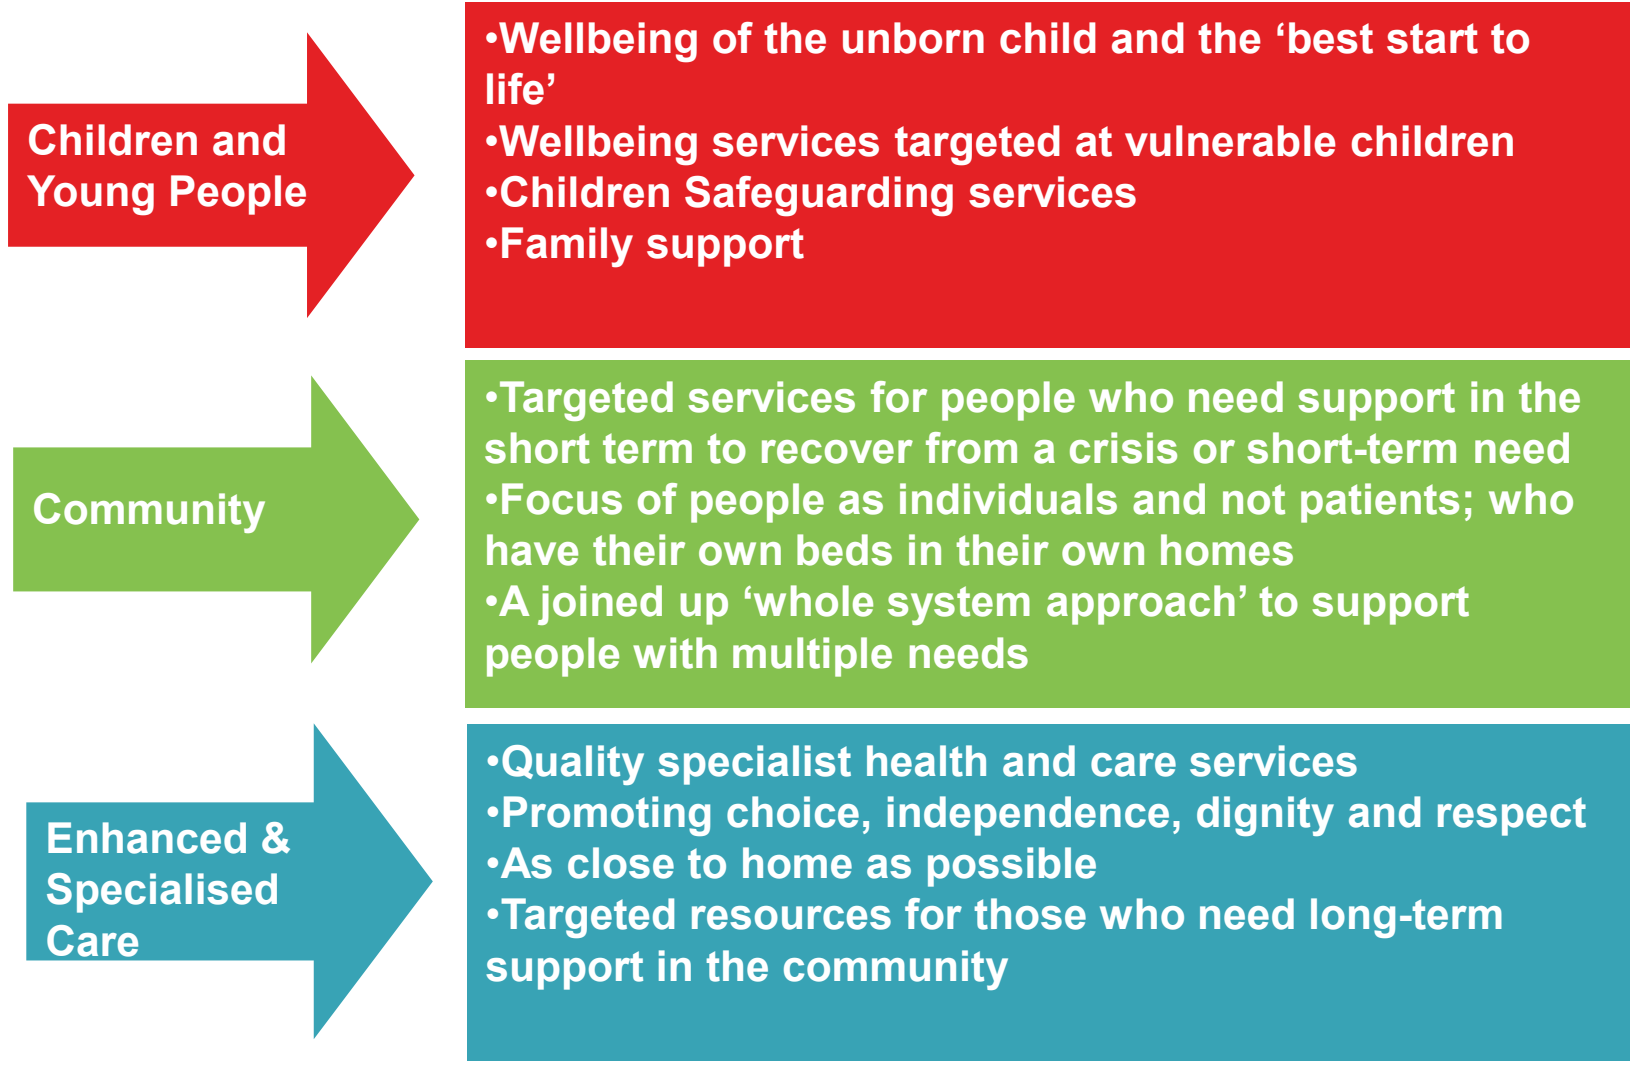 Children and
Young People
•Wellbeing of the unborn child and the ‘best start to
life’
•Wellbeing services targeted at vulnerable children
•Children Safeguarding services
•Family support
Community
•Targeted services for people who need support in the
short term to recover from a crisis or short-term need
•Focus of people as individuals and not patients; who
have their own beds in their own homes
•A joined up ‘whole system approach’ to support
people with multiple needs
Enhanced &
Specialised
Care
•Quality specialist health and care services
•Promoting choice, independence, dignity and respect
•As close to home as possible
•Targeted resources for those who need long-term
support in the community